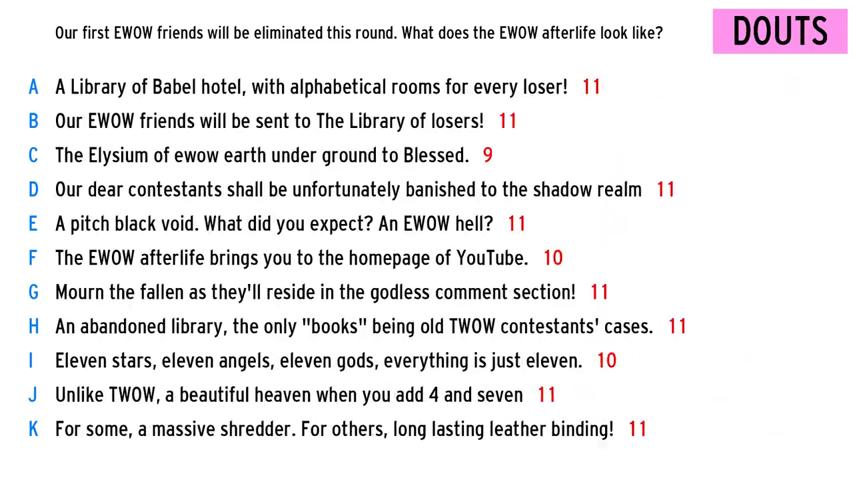 Our first EWOW friends will be eliminated this round. What does the EWOW afterlife look like?
DOUTS
A A Library of Babel hotel, with alphabetical rooms for every loser! 11
B Our EWOW friends will be sent to The Library of losers! 11
C The Elysium of ewow earth under ground to Blessed. 9
D Our dear contestants shall be unfortunately banished to the shadow realm 11
E A pitch black void. What did you expect? An EWOW hell? 11
F The EWOW afterlife brings you to the homepage of YouTube. 10
G Mourn the fallen as they'll reside in the godless comment section! 11
H An abandoned library, the only "books" being old TWOW contestants' cases. 11
I Eleven stars, eleven angels, eleven gods, everything is just eleven. 10
J Unlike TWOW, a beautiful heaven when you add 4 and seven 11
K For some, a massive shredder. For others, long lasting leather binding! 11